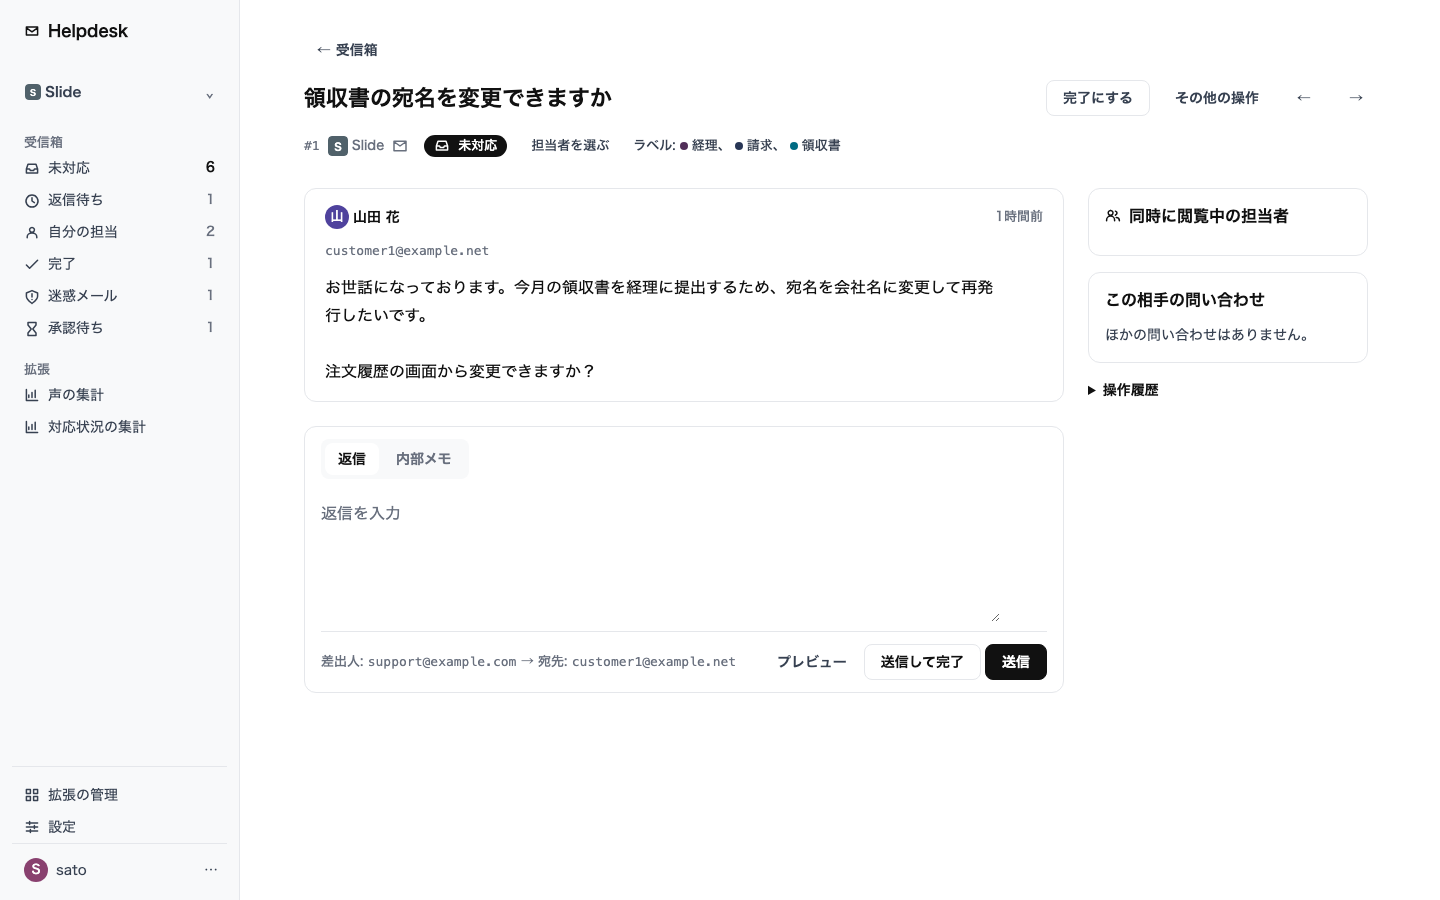 Helpdesk
S Slide
受信箱
未対応 6
返信待ち 1
自分の担当 2
完了 1
迷惑メール 1
承認待ち 1
拡張
声の集計
対応状況の集計
拡張の管理
設定
S sato ···
← 受信箱
領収書の宛名を変更できますか
完了にする その他の操作 ← →
#1 S Slide 未対応 担当者を選ぶ ラベル: 経理、 請求、 領収書
山 山田 花 1時間前
customer1@example.net
お世話になっております。今月の領収書を経理に提出するため、宛名を会社名に変更して再発
行したいです。
注文履歴の画面から変更できますか？
返信 内部メモ
返信を入力
差出人: support@example.com → 宛先: customer1@example.net プレビュー 送信して完了 送信
同時に閲覧中の担当者
この相手の問い合わせ
ほかの問い合わせはありません。
▶ 操作履歴